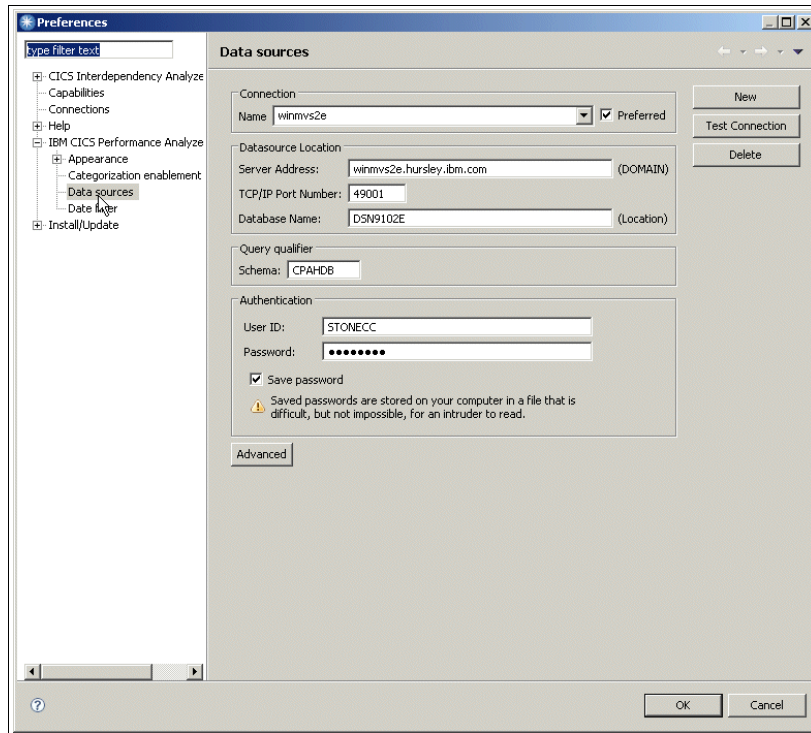 Preferences
type filter text
CICS Interdependency Analyze
Capabilities
Connections
Help
IBM CICS Performance Analyze
Appearance
Categorization enablement
Data sources
Date filter
Install/Update
Data sources
Connection
Name winmvs2e Preferred
Datasource Location
Server Address: winmvs2e.hursley.ibm.com (DOMAIN)
TCP/IP Port Number: 49001
Database Name: DSN9102E (Location)
Query qualifier
Schema: CPAHDB
Authentication
User ID: STONECC
Password: ●●●●●●●●
Save password
Saved passwords are stored on your computer in a file that is
difficult, but not impossible, for an intruder to read.
Advanced
New
Test Connection
Delete
OK Cancel